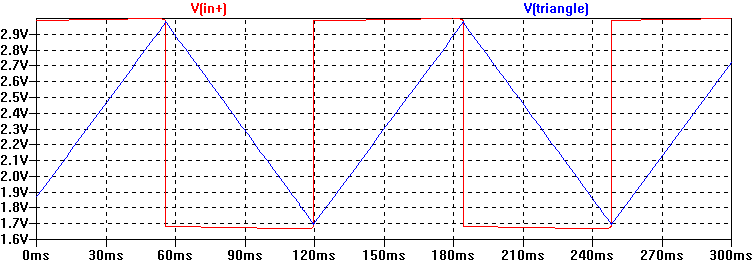 V(in+) V(triangle)
2.9V
2.8V
2.7V
2.6V
2.5V
2.4V
2.3V
2.2V
2.1V
2.0V
1.9V
1.8V
1.7V
1.6V
0ms 30ms 60ms 90ms 120ms 150ms 180ms 210ms 240ms 270ms 300ms